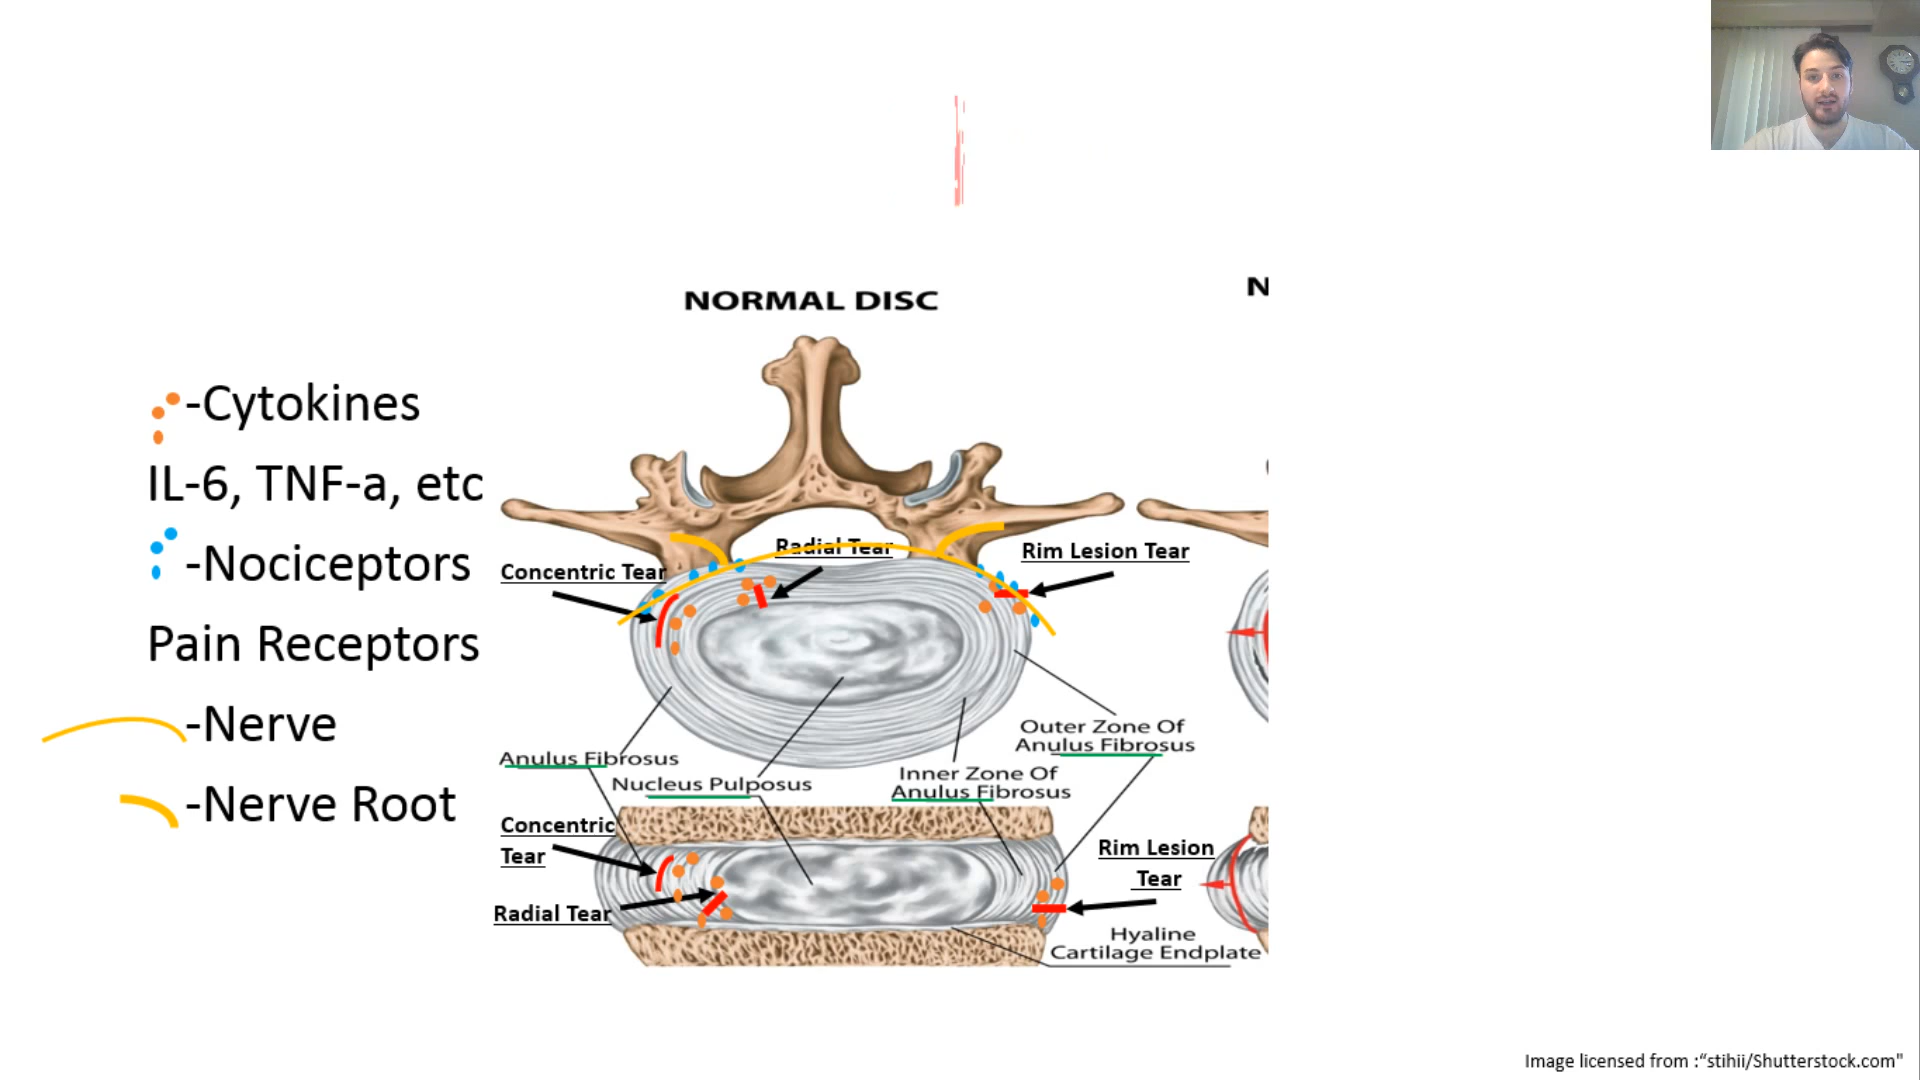 NORMAL DISC
N
-Cytokines
IL-6, TNF-a, etc
-Nociceptors
Pain Receptors
-Nerve
-Nerve Root
Radial Tear
Rim Lesion Tear
Concentric Tear
Outer Zone Of
Anulus Fibrosus
Anulus Fibrosus
Nucleus Pulposus
Inner Zone Of
Anulus Fibrosus
Concentric
Tear
Radial Tear
Rim Lesion
Tear
Hyaline
Cartilage Endplate
Image licensed from :“stihii/Shutterstock.com"